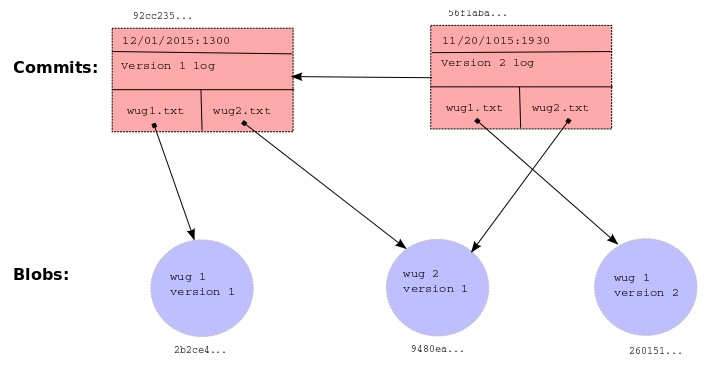 92cc235...
56f1aba...
12/01/2015:1300
11/20/1015:1930
Commits:
Version 1 log
Version 2 log
wug1.txt
wug2.txt
wug1.txt
wug2.txt
Blobs:
wug 1
version 1
wug 2
version 1
wug 1
version 2
2b2ce4...
9480ea...
260151...